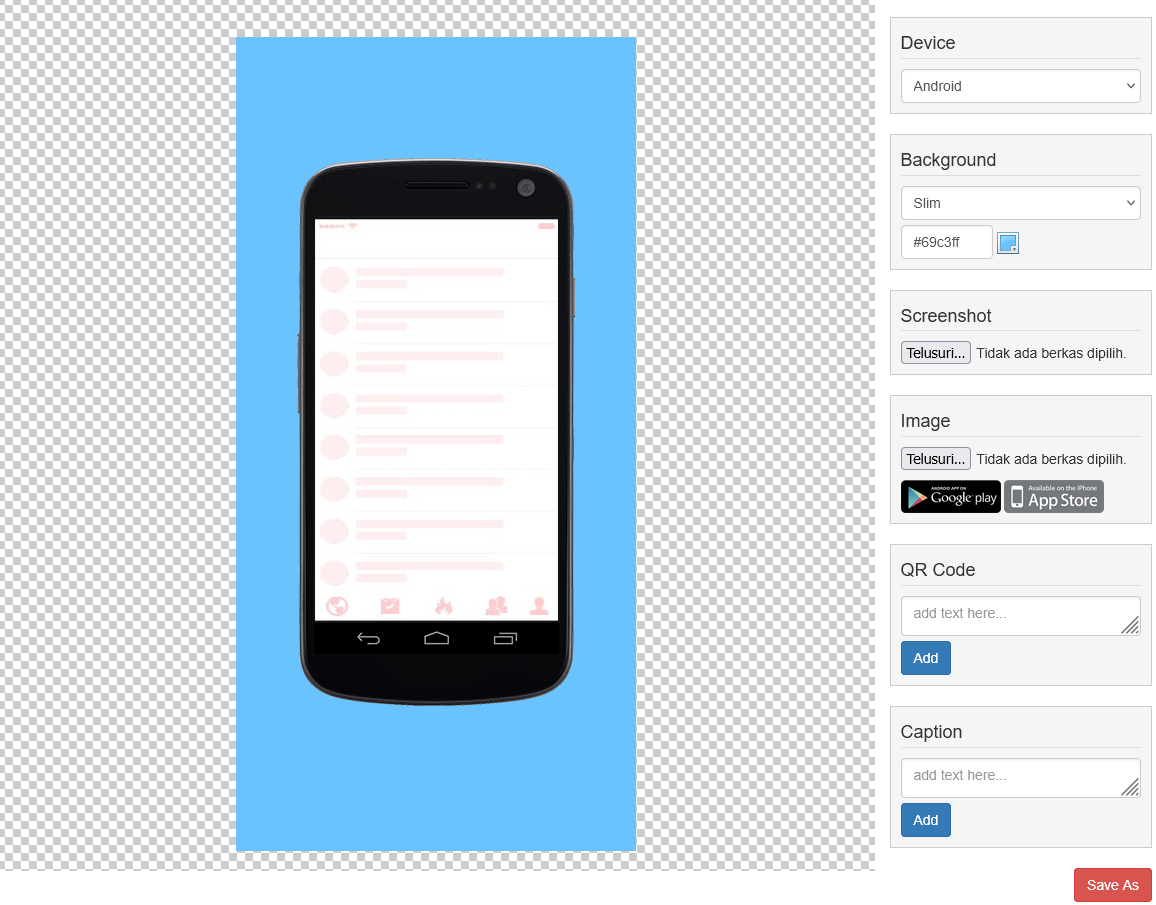 Device
Android
Background
Slim
#69c3ff
Screenshot
Telusuri... Tidak ada berkas dipilih.
Image
Telusuri... Tidak ada berkas dipilih.
ANDROID APP ON
Google play
Available on the iPhone
App Store
QR Code
add text here...
Add
Caption
add text here...
Add
Save As